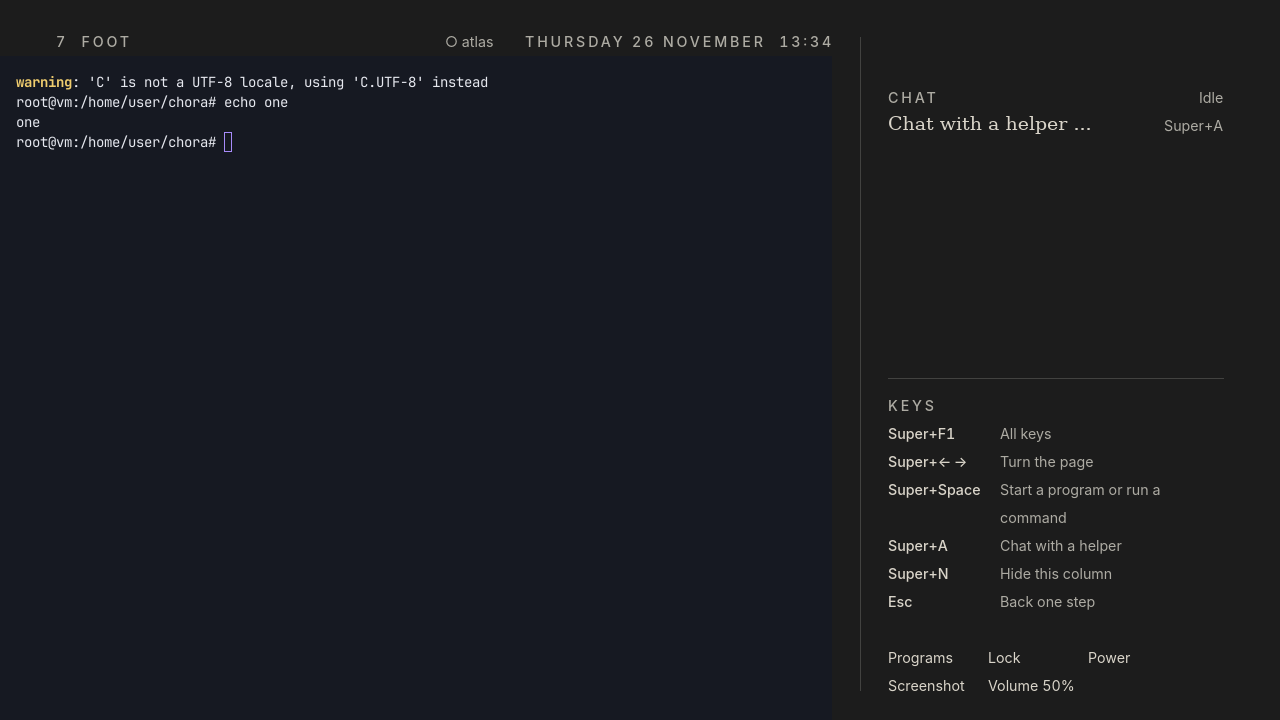 7 FOOT
atlas
THURSDAY 26 NOVEMBER 13:34
warning: 'C' is not a UTF-8 locale, using 'C.UTF-8' instead
root@vm:/home/user/chora# echo one
one
root@vm:/home/user/chora#
CHAT
Idle
Chat with a helper ...
Super+A
KEYS
Super+F1 All keys
Super+← → Turn the page
Super+Space Start a program or run a
command
Super+A Chat with a helper
Super+N Hide this column
Esc Back one step
Programs Lock Power
Screenshot Volume 50%